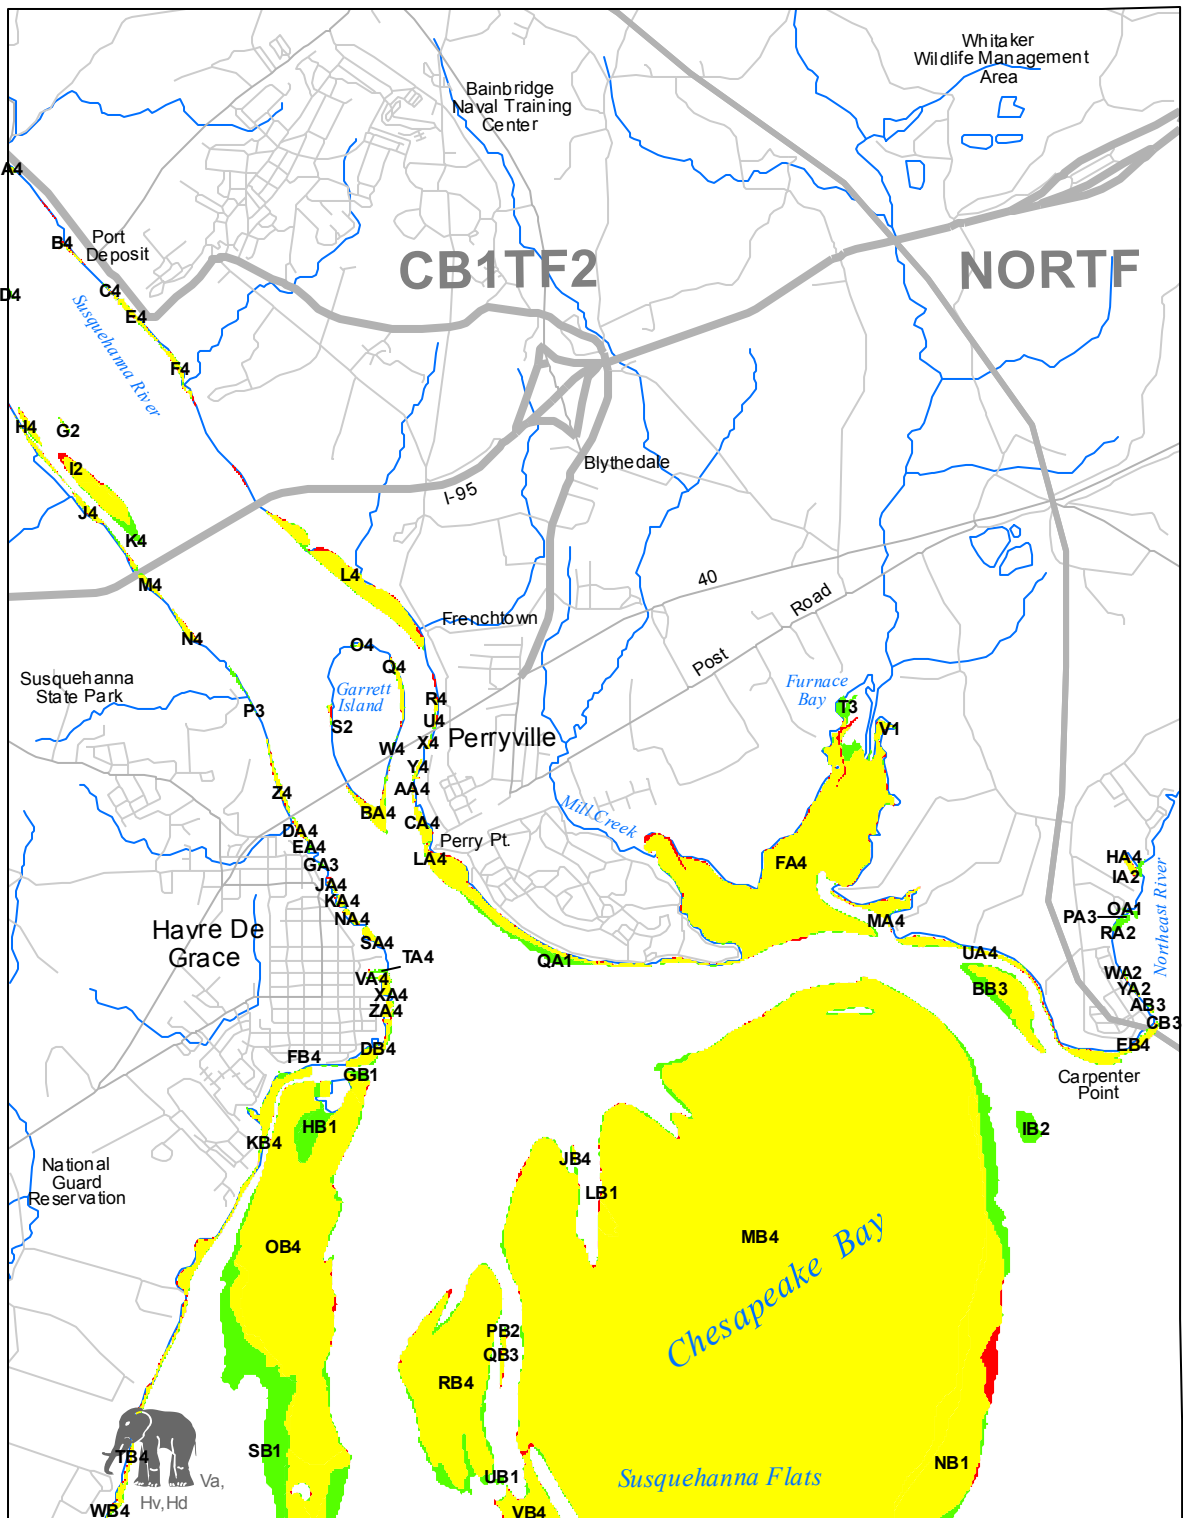 Whitaker
Wildlife Management
Area
Bainbridge
Naval Training
Center
A4
B4
Port
Deposit
CB1TF2
NORTF
D4
C4
E4
Susquehanna River
F4
H4
G2
I2
Blythedale
I-95
J4
K4
L4
M4
40
Road
Frenchtown
N4
O4
Post
Q4
Susquehanna
State Park
Garrett
Island
Furnace
Bay
P3
R4
T3
S2
U4
V1
X4
Perryville
W4
Y4
Z4
AA4
BA4
Mill Creek
CA4
DA4
Perry Pt.
EA4
LA4
GA3
FA4
HA4
IA2
JA4
KA4
NA4
MA4
OA1
PA3
RA2
Northeast River
Havre De
Grace
SA4
TA4
QA1
UA4
VA4
WA2
XA4
BB3
YA2
ZA4
AB3
CB3
DB4
EB4
FB4
GB1
Carpenter
Point
HB1
IB2
KB4
JB4
National
Guard
Reservation
LB1
OB4
MB4
Chesapeake Bay
PB2
QB3
RB4
SB1
TB4
UB1
Susquehanna Flats
NB1
Va,
Hv,Hd
WB4
VB4